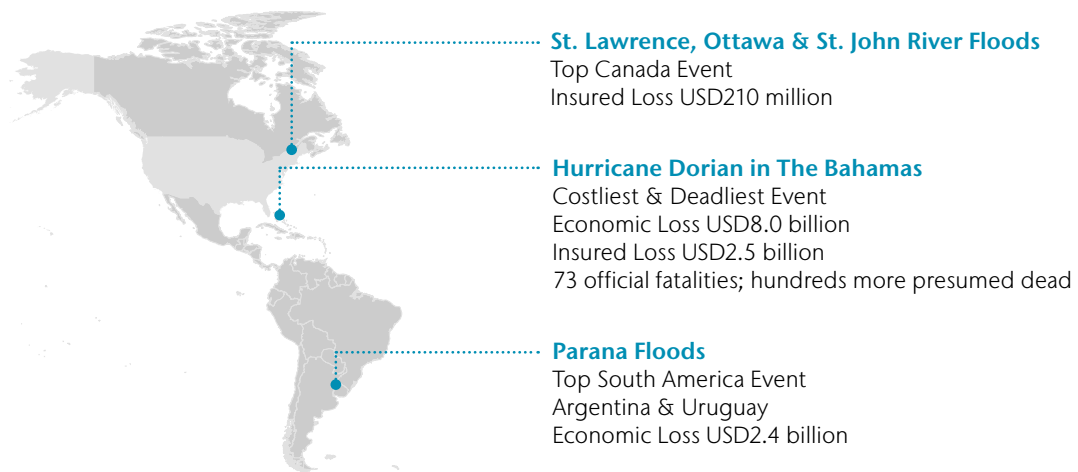 St. Lawrence, Ottawa & St. John River Floods
Top Canada Event
Insured Loss USD210 million
Hurricane Dorian in The Bahamas
Costliest & Deadliest Event
Economic Loss USD8.0 billion
Insured Loss USD2.5 billion
73 official fatalities; hundreds more presumed dead
Parana Floods
Top South America Event
Argentina & Uruguay
Economic Loss USD2.4 billion